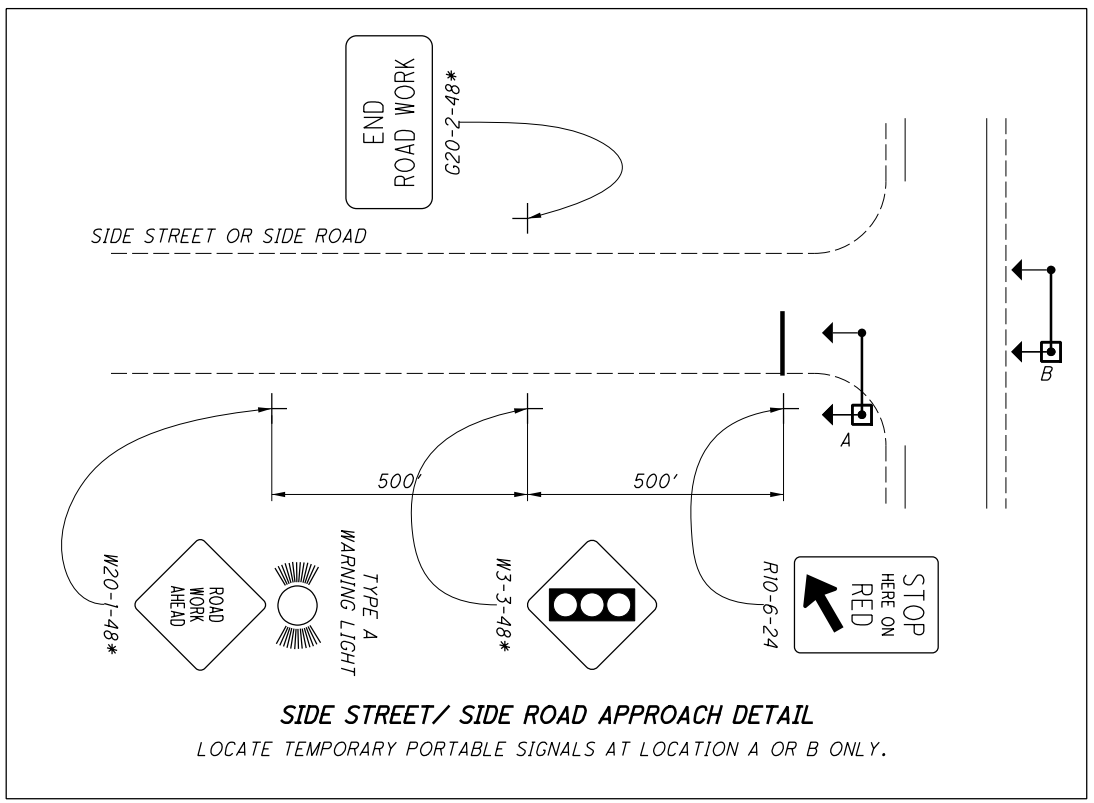 END
ROAD WORK
G20-2-48*
SIDE STREET OR SIDE ROAD
B
A
500'
500'
W20-1-48*
ROAD
WORK
AHEAD
TYPE A
WARNING LIGHT
W3-3-48*
R10-6-24
STOP
HERE ON
RED
SIDE STREET/ SIDE ROAD APPROACH DETAIL
LOCATE TEMPORARY PORTABLE SIGNALS AT LOCATION A OR B ONLY.